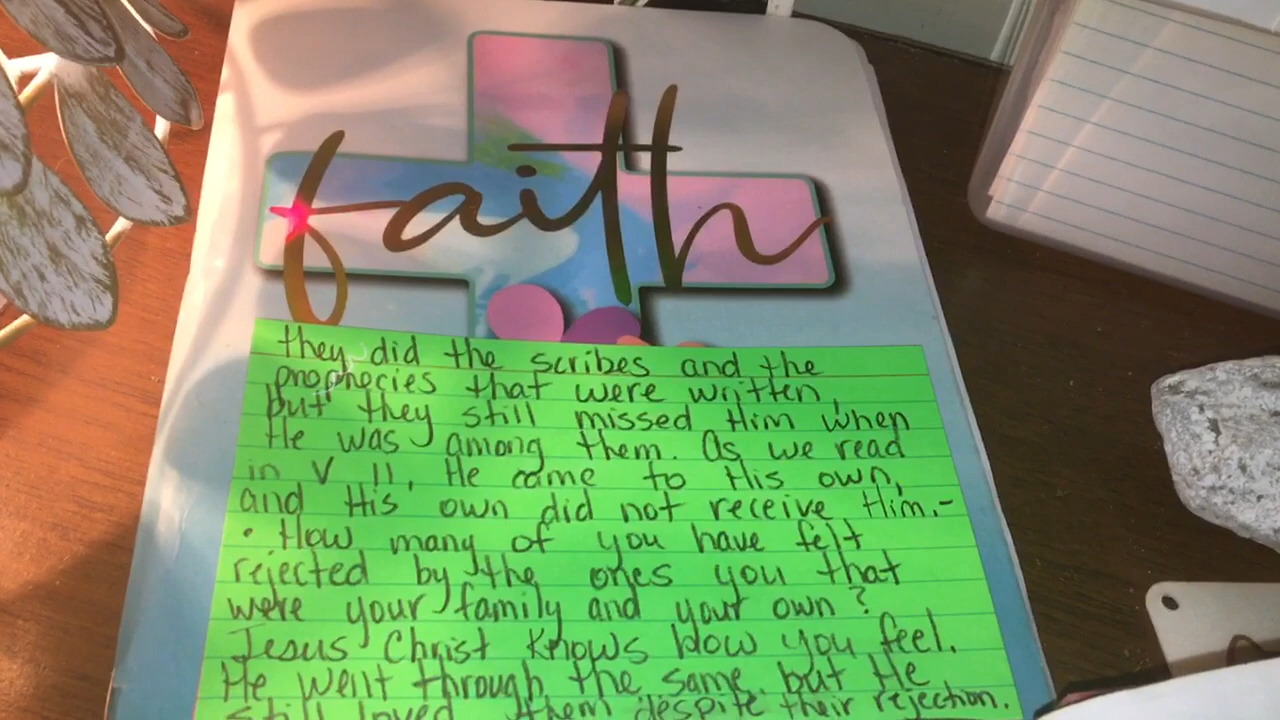 faith
they did the scribes and the
prophecies that were written,
but they still missed Him when
He was among them. As we read
in V 11, He came to His own,
and His own did not receive Him.-
• How many of you have felt
rejected by the ones you that
were your family and your own?
Jesus Christ knows how you feel.
He went through the same, but He
still loved them despite their rejection.